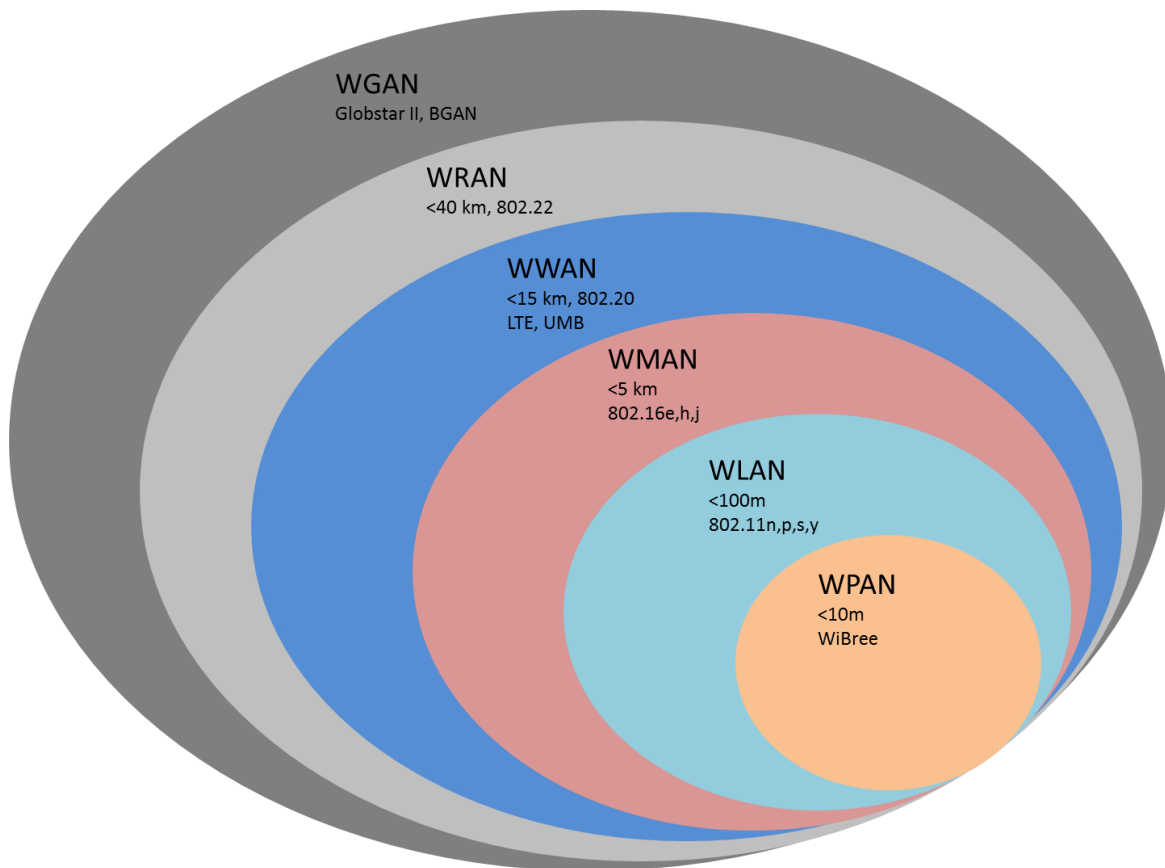 WGAN
Globstar II, BGAN
WRAN
<40 km, 802.22
WWAN
<15 km, 802.20
LTE, UMB
WMAN
<5 km
802.16e,h,j
WLAN
<100m
802.11n,p,s,y
WPAN
<10m
WiBree